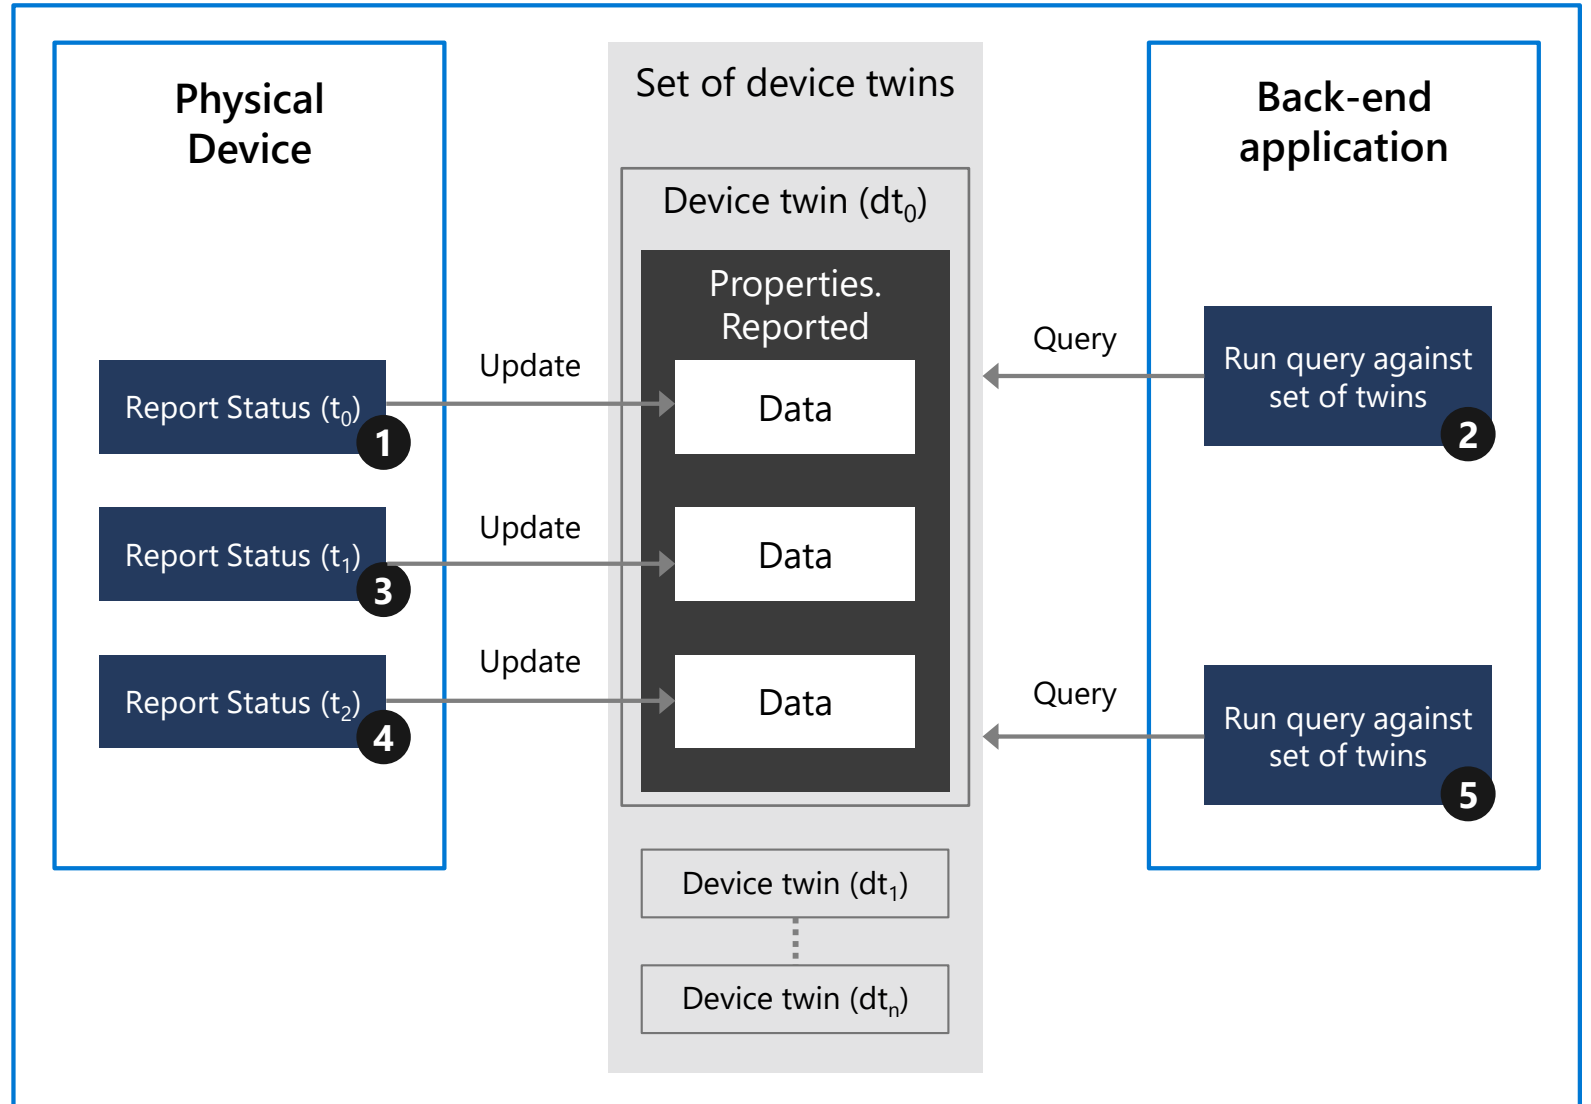 Physical
Device
Report Status (t₀)
1
Report Status (t₁)
3
Report Status (t₂)
4
Update
Update
Update
Set of device twins
Device twin (dt₀)
Properties.
Reported
Data
Data
Data
Device twin (dt₁)
Device twin (dtₙ)
Query
Query
Back-end
application
Run query against
set of twins
2
Run query against
set of twins
5